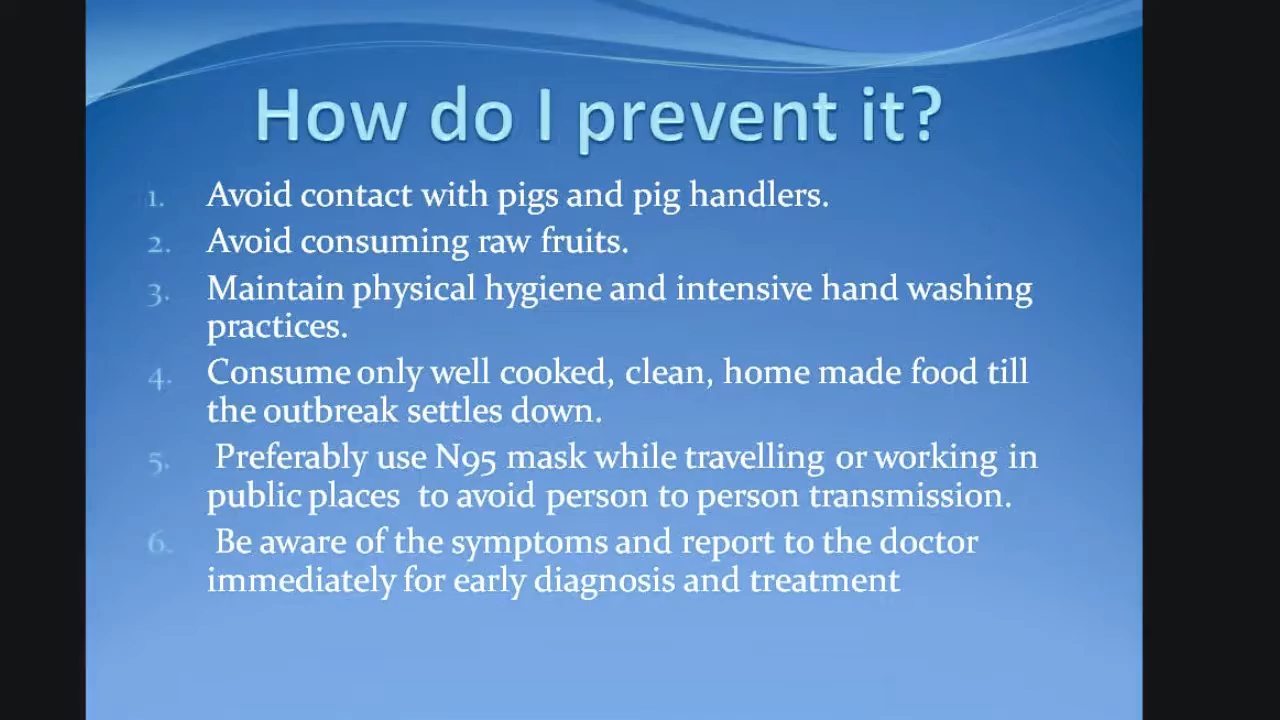 How do I prevent it?
1. Avoid contact with pigs and pig handlers.
2. Avoid consuming raw fruits.
3. Maintain physical hygiene and intensive hand washing
practices.
4. Consume only well cooked, clean, home made food till
the outbreak settles down.
5. Preferably use N95 mask while travelling or working in
public places to avoid person to person transmission.
6. Be aware of the symptoms and report to the doctor
immediately for early diagnosis and treatment